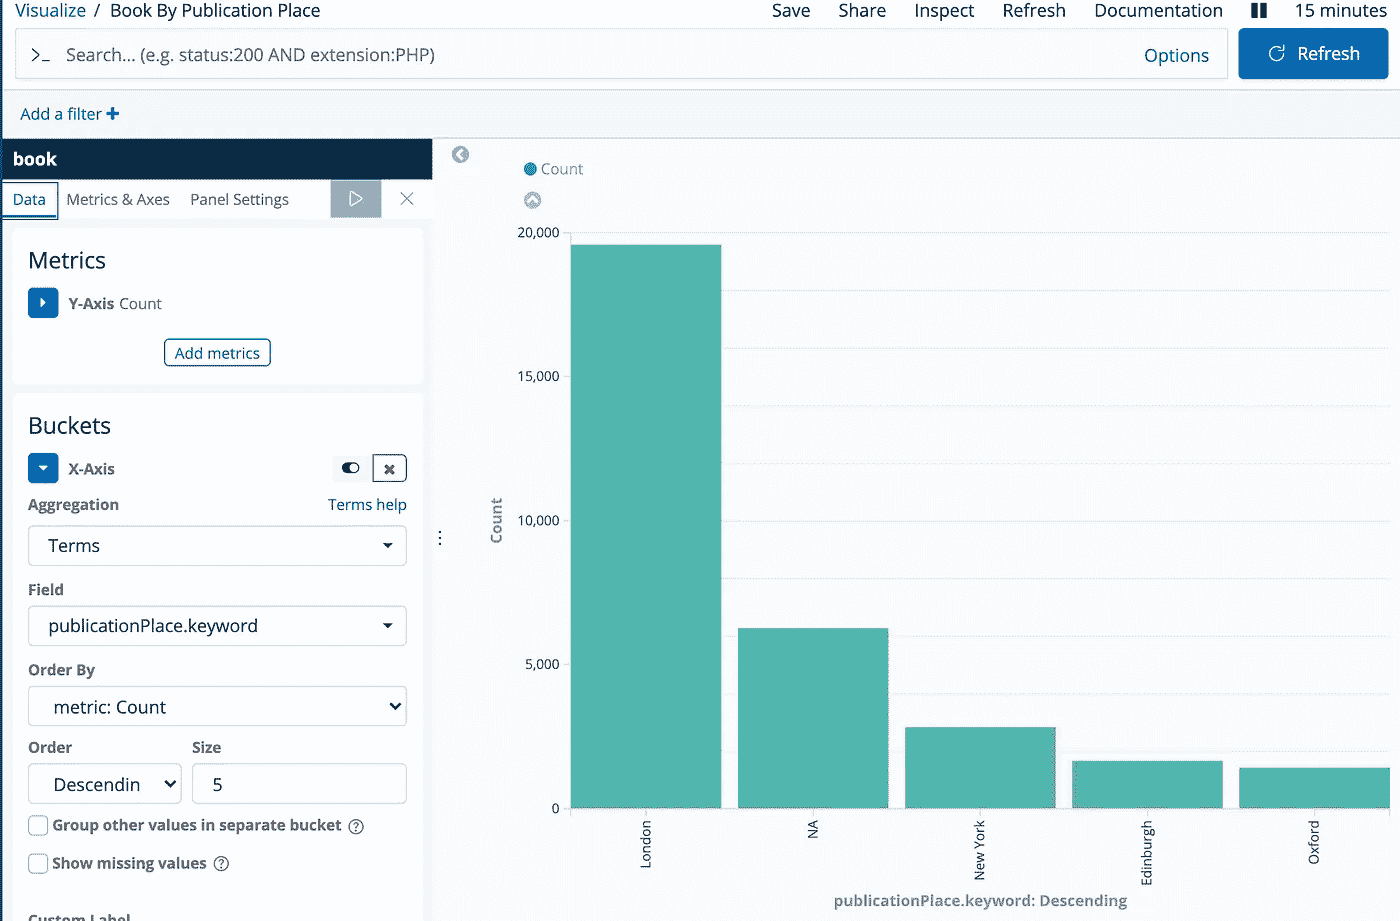 Visualize / Book By Publication Place
Save Share Inspect Refresh Documentation 15 minutes
>_ Search... (e.g. status:200 AND extension:PHP) Options Refresh
Add a filter +
book
Data Metrics & Axes Panel Settings
Metrics
Y-Axis Count
Add metrics
Buckets
X-Axis
Aggregation Terms help
Terms
Field
publicationPlace.keyword
Order By
metric: Count
Order Size
Descendin 5
Group other values in separate bucket ?
Show missing values ?
Custom Label
Count
20,000
15,000
10,000
5,000
0
Count
London
NA
New York
Edinburgh
Oxford
publicationPlace.keyword: Descending